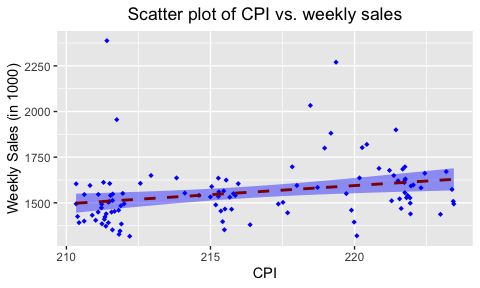 Scatter plot of CPI vs. weekly sales
Weekly Sales (in 1000)
2250
2000
1750
1500
210
215
220
CPI